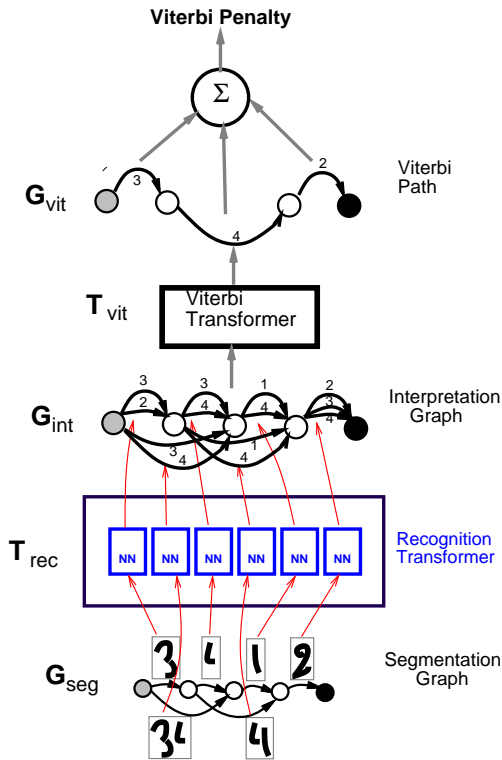 Viterbi Penalty
Σ
3
2
Viterbi
Path
G vit
4
T vit
Viterbi
Transformer
3
3
1
2
2
4
4
3
4
Interpretation
Graph
G int
3
4
1
4
T rec
NN
NN
NN
NN
NN
NN
Recognition
Transformer
3
4
1
2
G seg
Segmentation
Graph
34
4